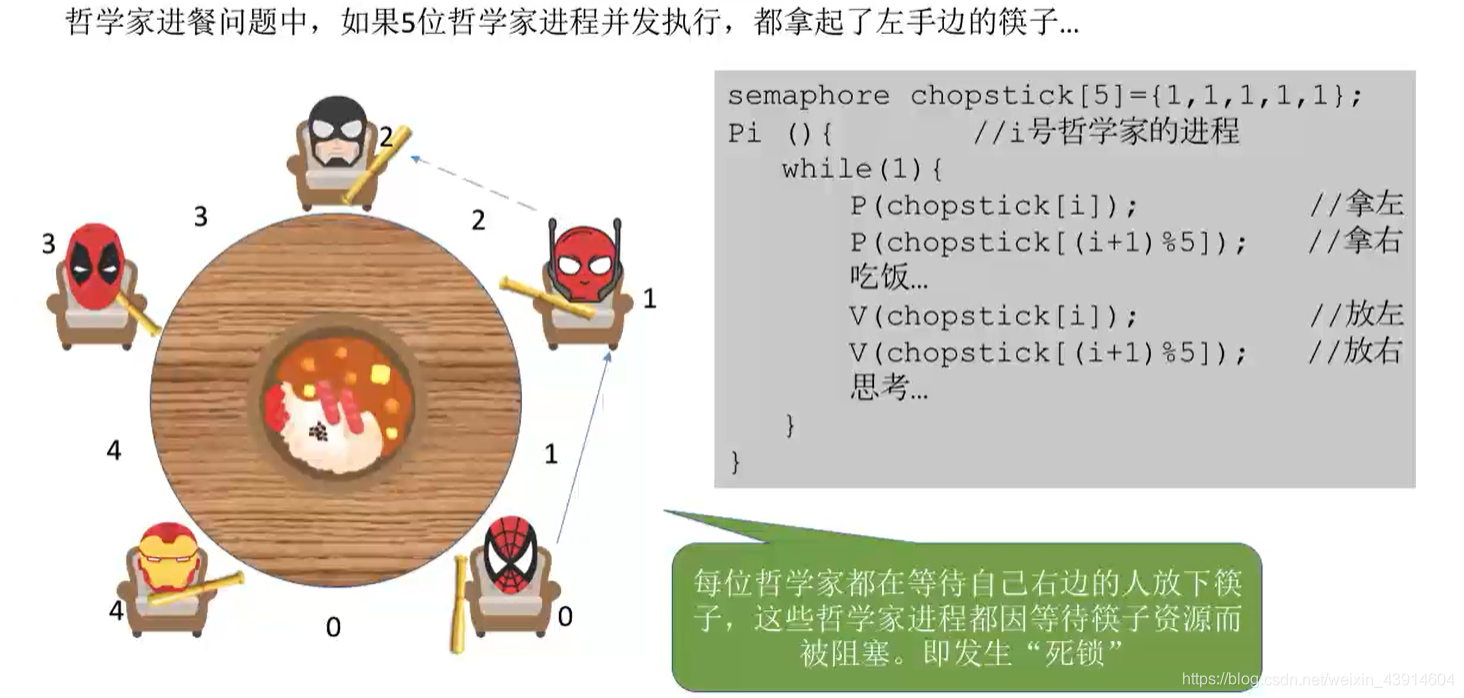 哲学家进餐问题中，如果5位哲学家进程并发执行，都拿起了左手边的筷子…
2
3
2
3
1
4
1
4
0
0
semaphore chopstick[5]={1,1,1,1,1};
Pi (){ //i号哲学家的进程
while(1){
P(chopstick[i]); //拿左
P(chopstick[(i+1)%5]); //拿右
吃饭…
V(chopstick[i]); //放左
V(chopstick[(i+1)%5]); //放右
思考…
}
}
每位哲学家都在等待自己右边的人放下筷
子，这些哲学家进程都因等待筷子资源而
被阻塞。即发生“死锁”
https://blog.csdn.net/weixin_43914604